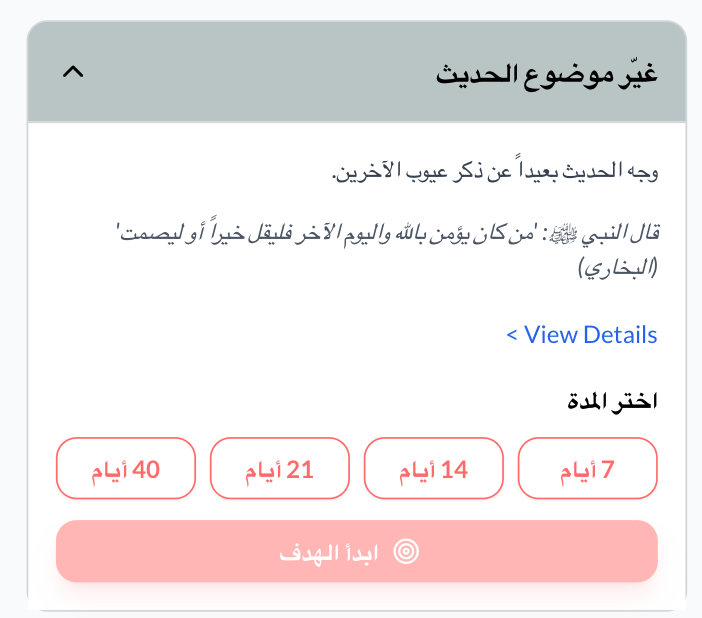 غيّر موضوع الحديث
وجه الحديث بعيداً عن ذكر عيوب الآخرين.
قال النبي ﷺ: 'من كان يؤمن بالله واليوم الآخر فليقل خيراً أو ليصمت'
(البخاري)
View Details >
اختر المدة
7 أيام
14 أيام
21 أيام
40 أيام
ابدأ الهدف